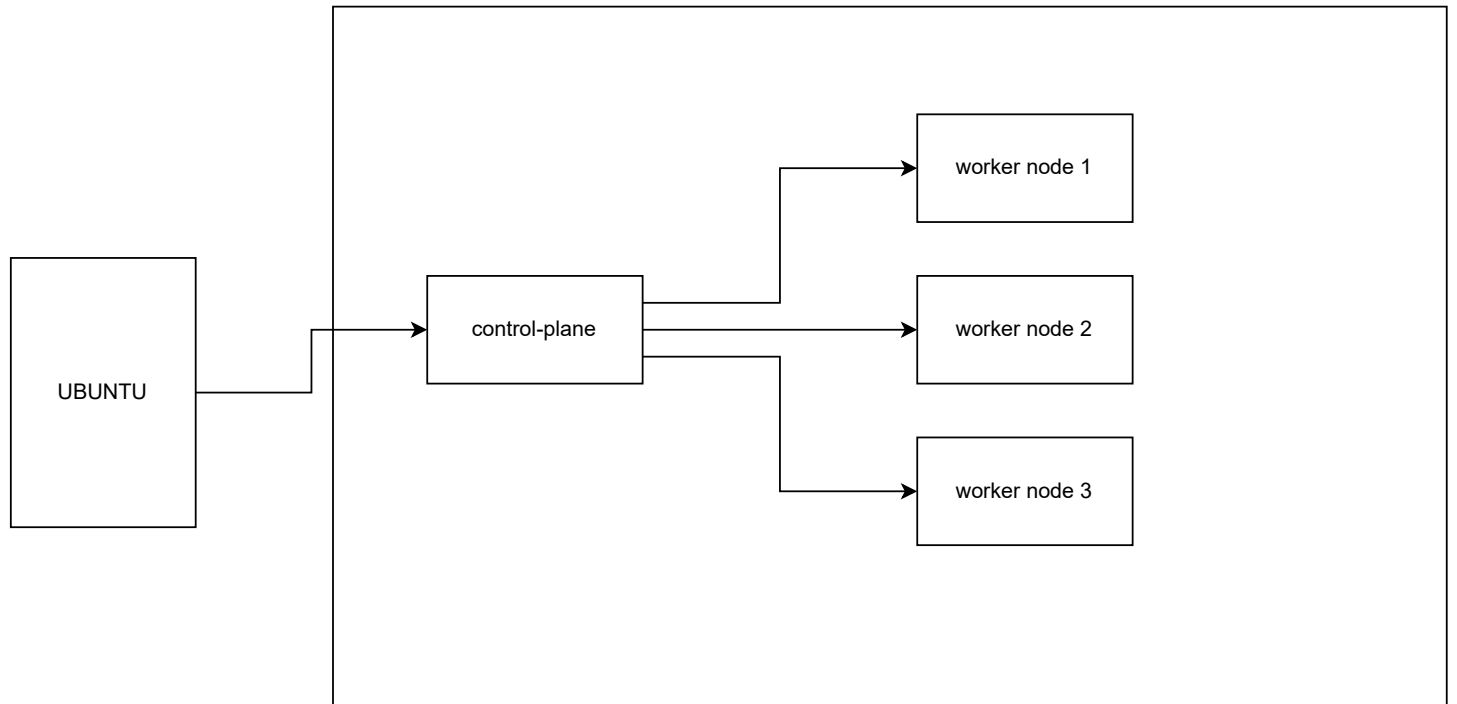 UBUNTU
control-plane
worker node 1
worker node 2
worker node 3